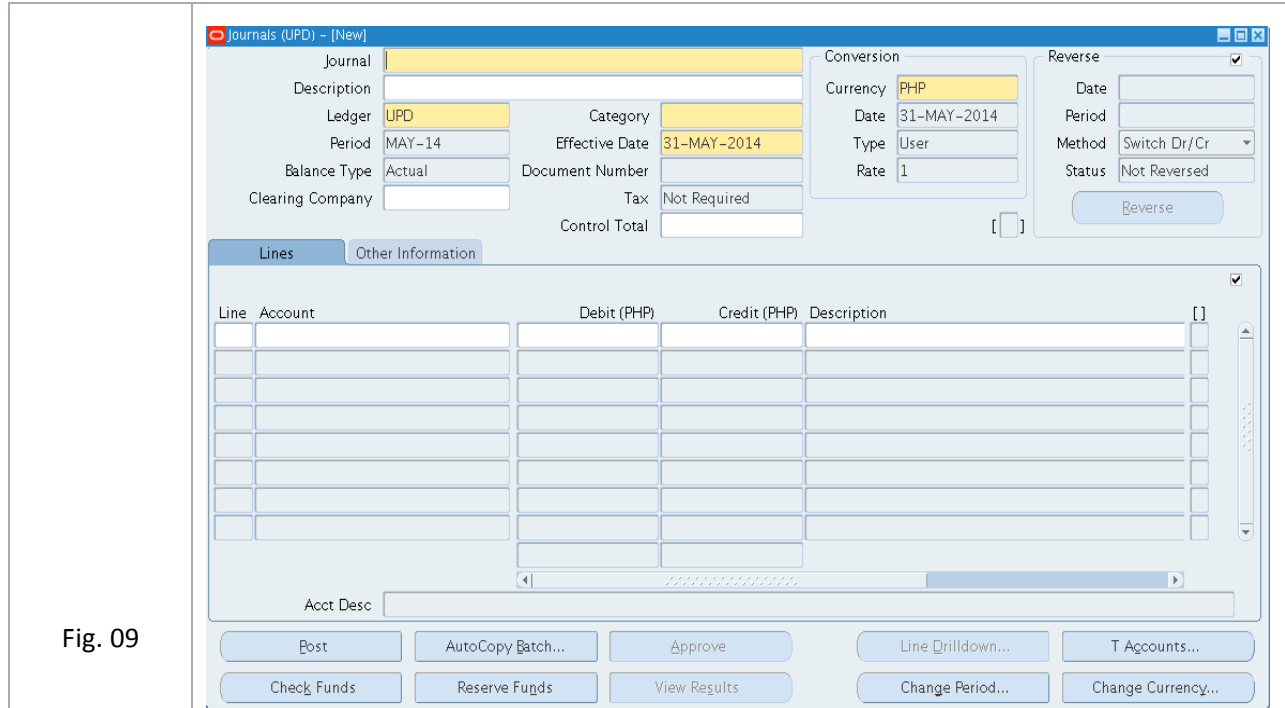 Journals (UPD) – [New]
Journal
Description
Ledger UPD Category
Period MAY-14 Effective Date 31-MAY-2014
Balance Type Actual Document Number
Clearing Company Tax Not Required
Control Total
Conversion
Currency PHP
Date 31-MAY-2014
Type User
Rate 1
[ ]
Reverse
Date
Period
Method Switch Dr/Cr
Status Not Reversed
Reverse
Lines Other Information
Line Account Debit (PHP) Credit (PHP) Description [ ]
Acct Desc
Fig. 09
Post AutoCopy Batch... Approve Line Drilldown... T Accounts...
Check Funds Reserve Funds View Results Change Period... Change Currency...